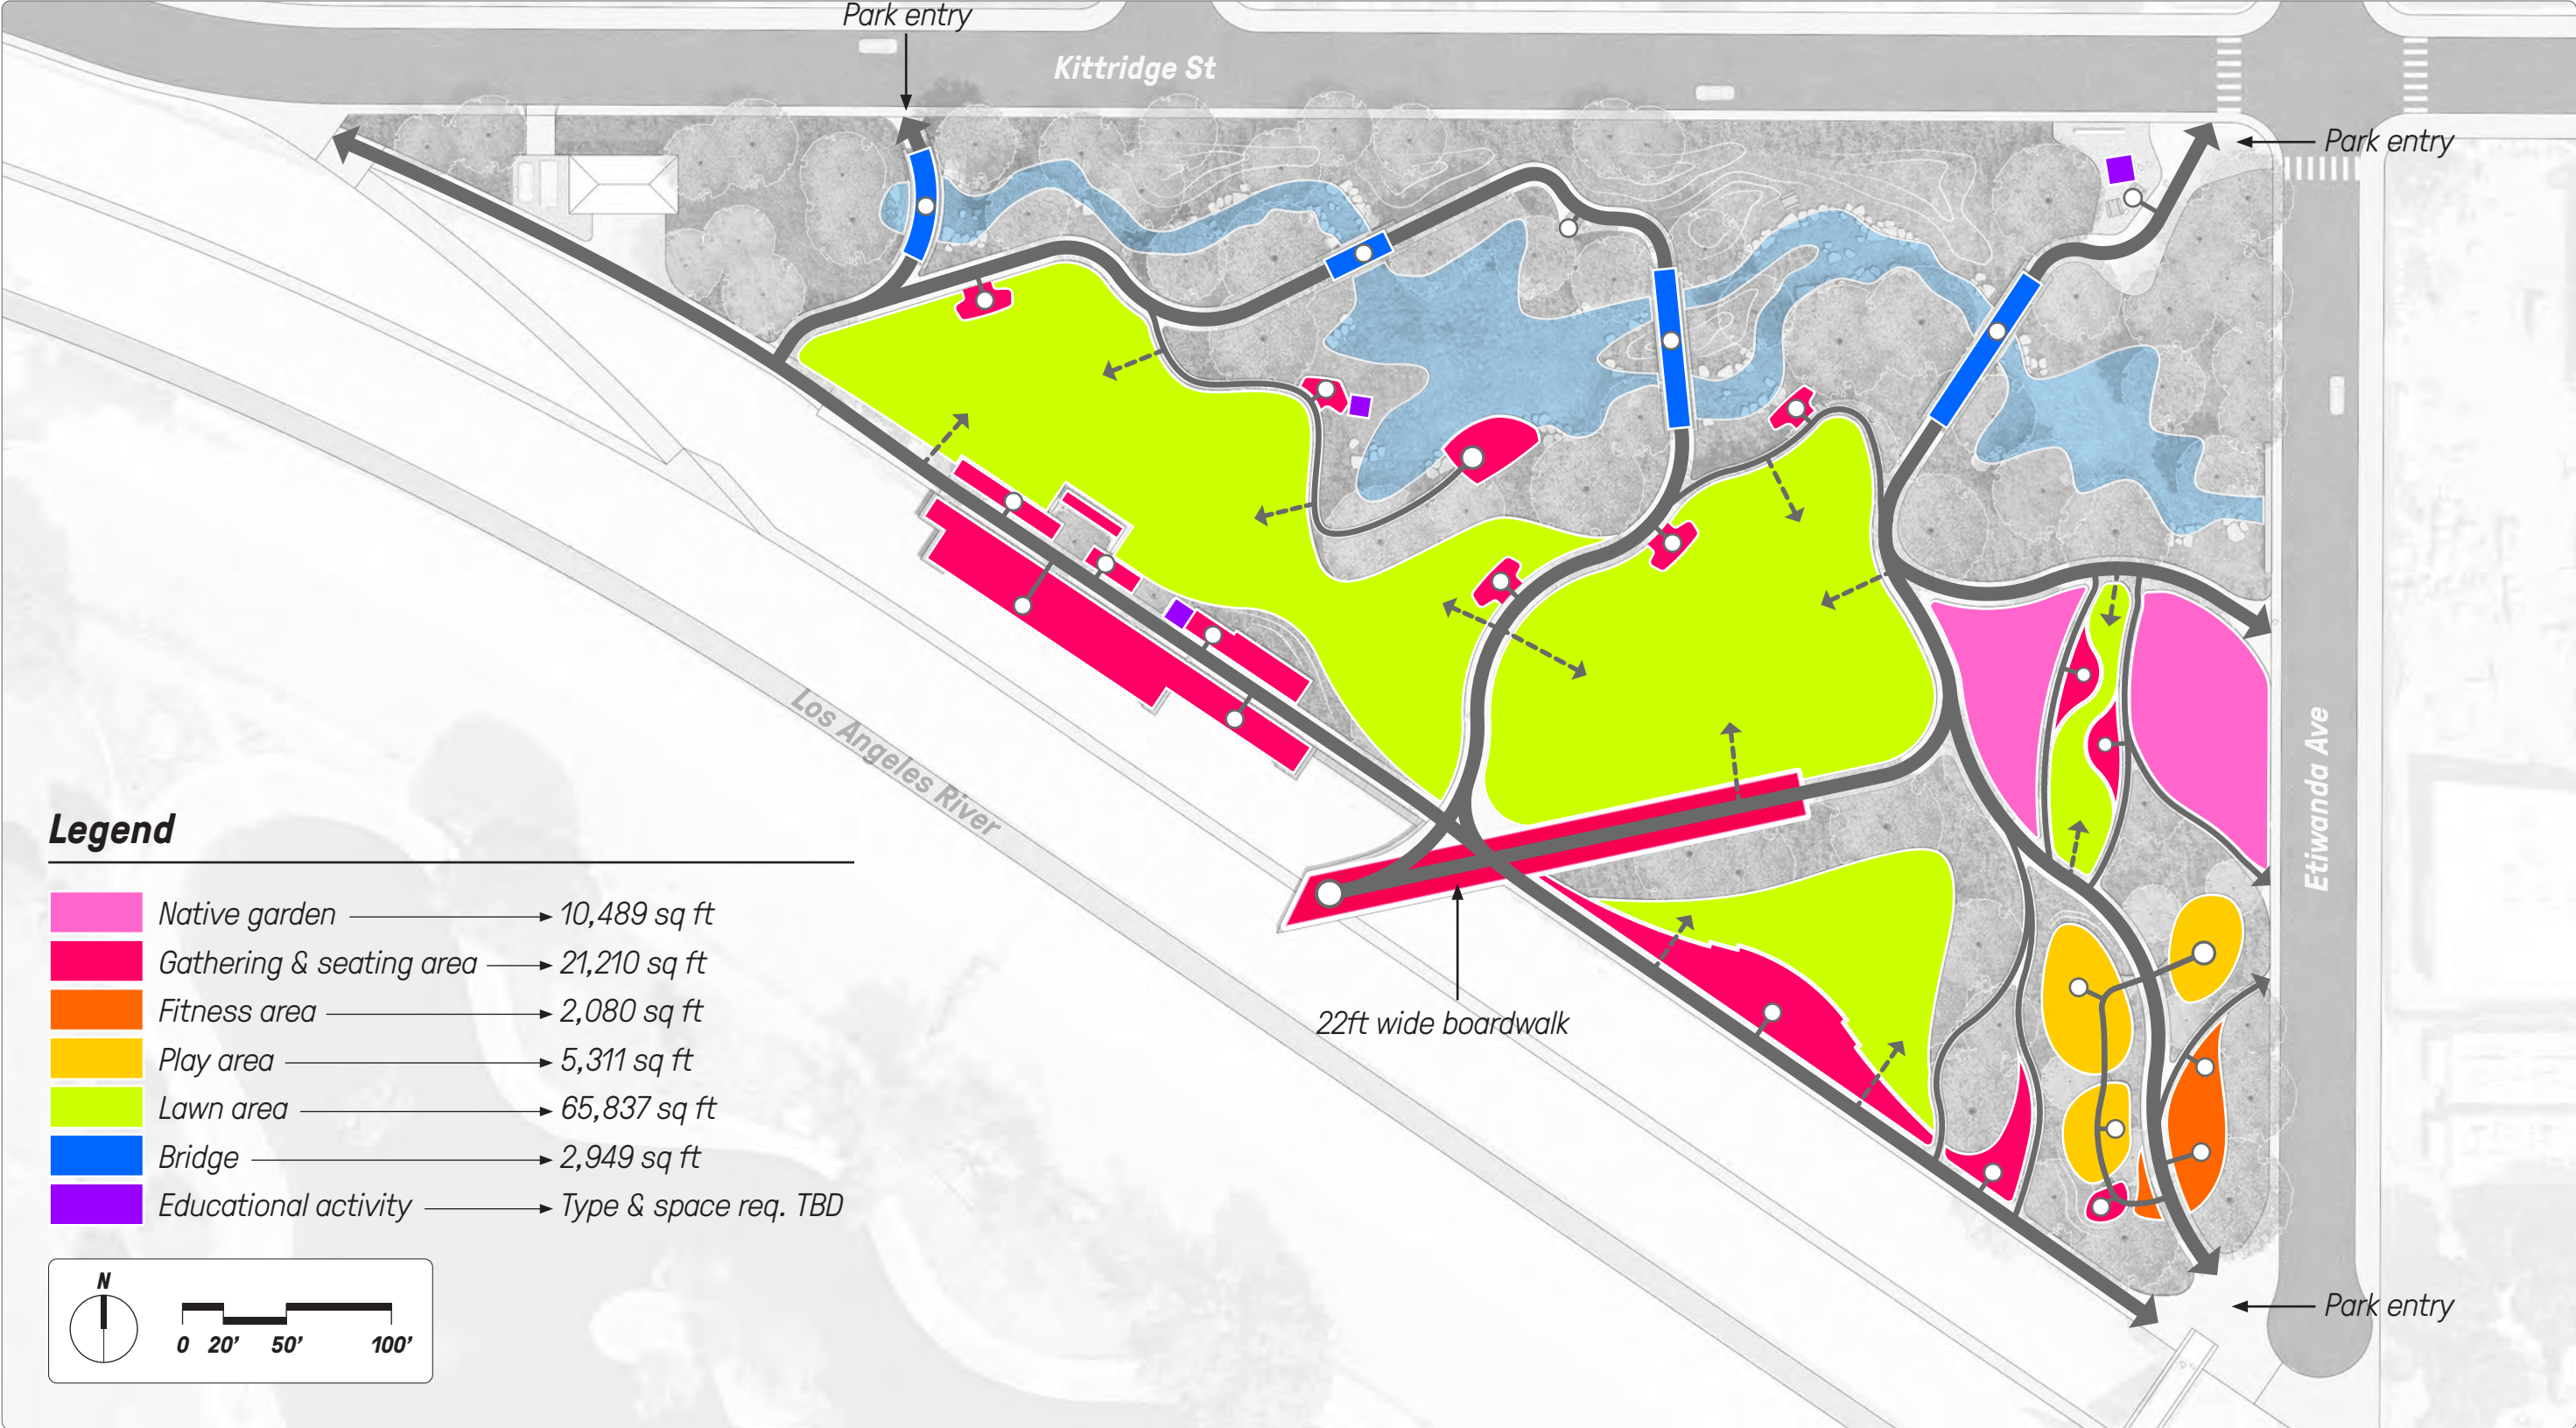 Park entry
Kittridge St
Park entry
Los Angeles River
Etiwanda Ave
22ft wide boardwalk
Park entry
Legend
Native garden 10,489 sq ft
Gathering & seating area 21,210 sq ft
Fitness area 2,080 sq ft
Play area 5,311 sq ft
Lawn area 65,837 sq ft
Bridge 2,949 sq ft
Educational activity Type & space req. TBD
N
0 20' 50' 100'